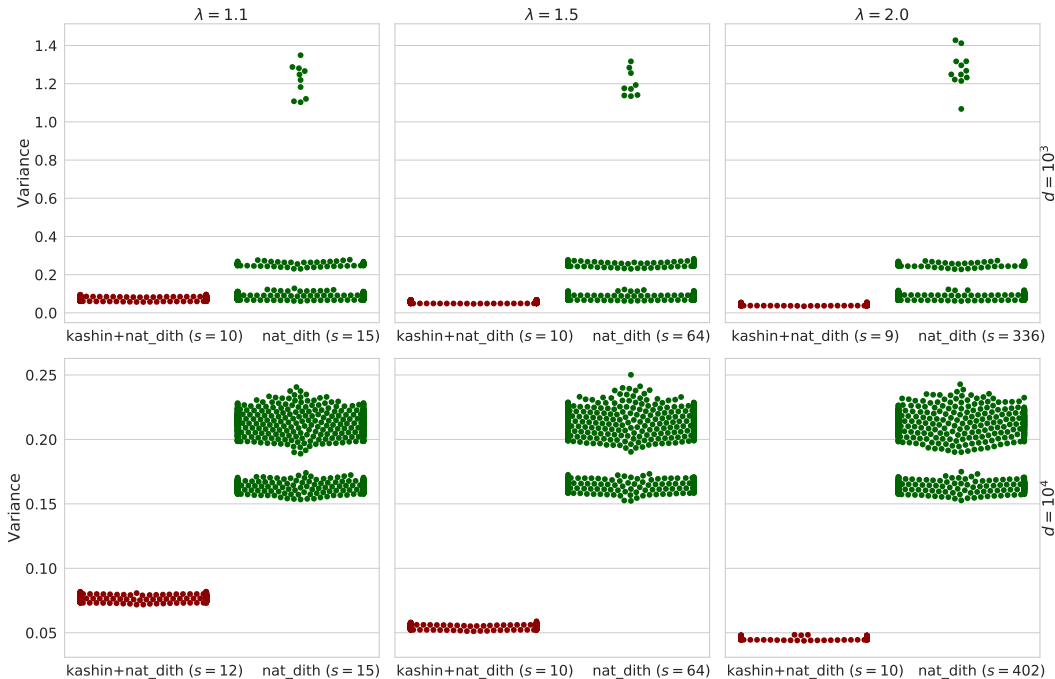 λ = 1.1
λ = 1.5
λ = 2.0
Variance
1.4
1.2
1.0
0.8
0.6
0.4
0.2
0.0
d = 10³
kashin+nat_dith (s = 10)
nat_dith (s = 15)
kashin+nat_dith (s = 10)
nat_dith (s = 64)
kashin+nat_dith (s = 9)
nat_dith (s = 336)
Variance
0.25
0.20
0.15
0.10
0.05
d = 10⁴
kashin+nat_dith (s = 12)
nat_dith (s = 15)
kashin+nat_dith (s = 10)
nat_dith (s = 64)
kashin+nat_dith (s = 10)
nat_dith (s = 402)